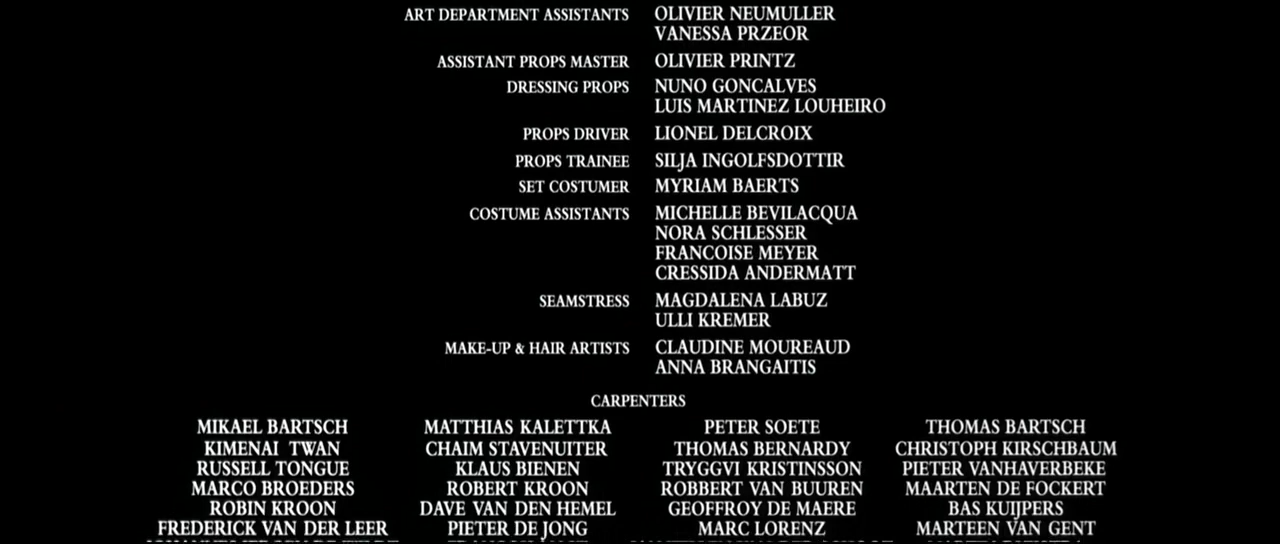 ART DEPARTMENT ASSISTANTS OLIVIER NEUMULLER
VANESSA PRZEOR
ASSISTANT PROPS MASTER OLIVIER PRINTZ
DRESSING PROPS NUNO GONCALVES
LUIS MARTINEZ LOUHEIRO
PROPS DRIVER LIONEL DELCROIX
PROPS TRAINEE SILJA INGOLFSDOTTIR
SET COSTUMER MYRIAM BAERTS
COSTUME ASSISTANTS MICHELLE BEVILACQUA
NORA SCHLESSER
FRANCOISE MEYER
CRESSIDA ANDERMATT
SEAMSTRESS MAGDALENA LABUZ
ULLI KREMER
MAKE-UP & HAIR ARTISTS CLAUDINE MOUREAUD
ANNA BRANGAITIS
CARPENTERS
MIKAEL BARTSCH MATTHIAS KALETTKA PETER SOETE THOMAS BARTSCH
KIMENAI TWAN CHAIM STAVENUITER THOMAS BERNARDY CHRISTOPH KIRSCHBAUM
RUSSELL TONGUE KLAUS BIENEN TRYGGVI KRISTINSSON PIETER VANHAVERBEKE
MARCO BROEDERS ROBERT KROON ROBBERT VAN BUUREN MAARTEN DE FOCKERT
ROBIN KROON DAVE VAN DEN HEMEL GEOFFROY DE MAERE BAS KUIJPERS
FREDERICK VAN DER LEER PIETER DE JONG MARC LORENZ MARTEEN VAN GENT